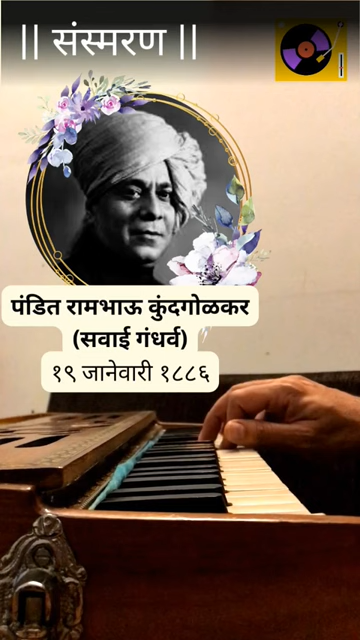 || संस्मरण ||
पंडित रामभाऊ कुंदगोळकर
(सवाई गंधर्व)
१९ जानेवारी १८८६